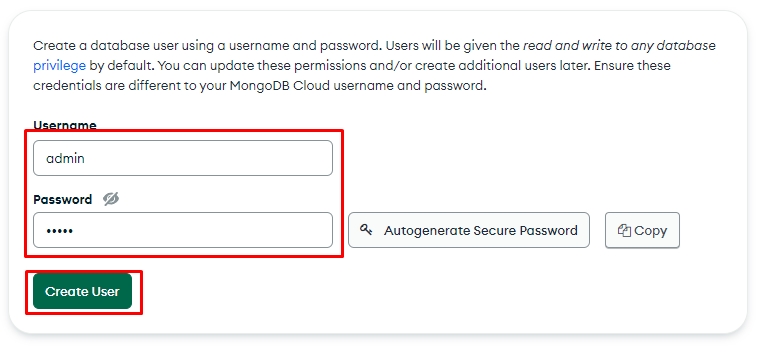 Create a database user using a username and password. Users will be given the read and write to any database
privilege by default. You can update these permissions and/or create additional users later. Ensure these
credentials are different to your MongoDB Cloud username and password.
Username
admin
Password
•••••
Autogenerate Secure Password
Copy
Create User